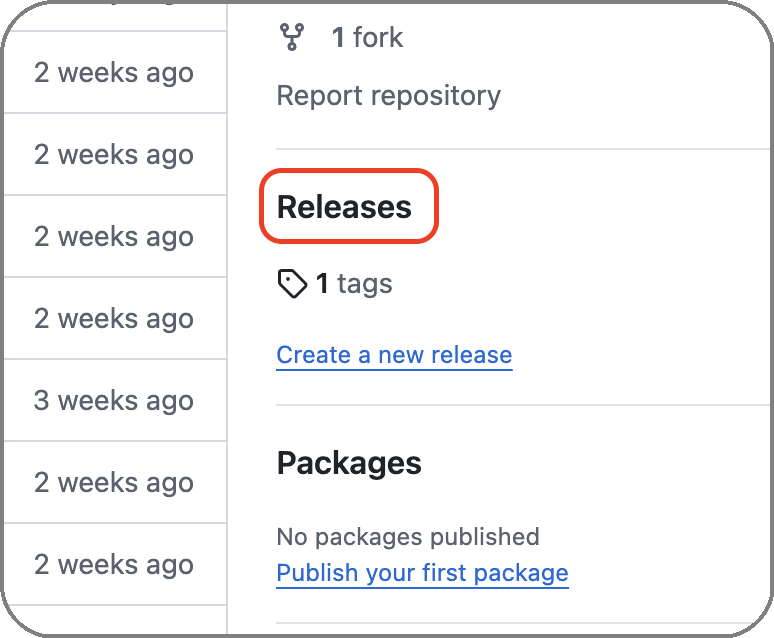 2 weeks ago
2 weeks ago
2 weeks ago
2 weeks ago
3 weeks ago
2 weeks ago
2 weeks ago
1 fork
Report repository
Releases
1 tags
Create a new release
Packages
No packages published
Publish your first package